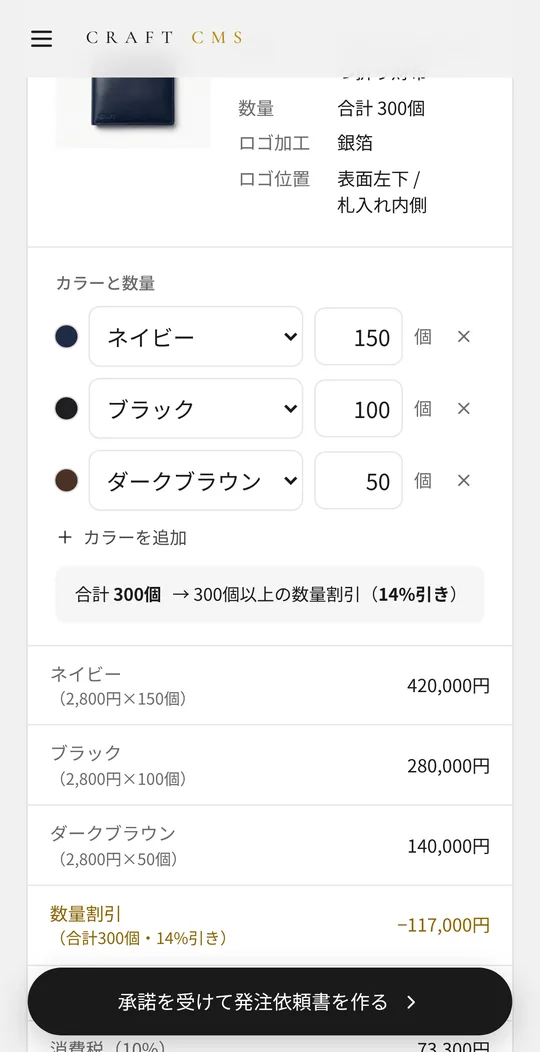 CRAFT CMS
数量 合計 300個
ロゴ加工 銀箔
ロゴ位置 表面左下 /
札入れ内側
カラーと数量
ネイビー 150 個 ×
ブラック 100 個 ×
ダークブラウン 50 個 ×
+ カラーを追加
合計 300個 → 300個以上の数量割引（14%引き）
ネイビー
（2,800円×150個） 420,000円
ブラック
（2,800円×100個） 280,000円
ダークブラウン
（2,800円×50個） 140,000円
数量割引
（合計300個・14%引き） −117,000円
承諾を受けて発注依頼書を作る
消費税（10%） 73,300円